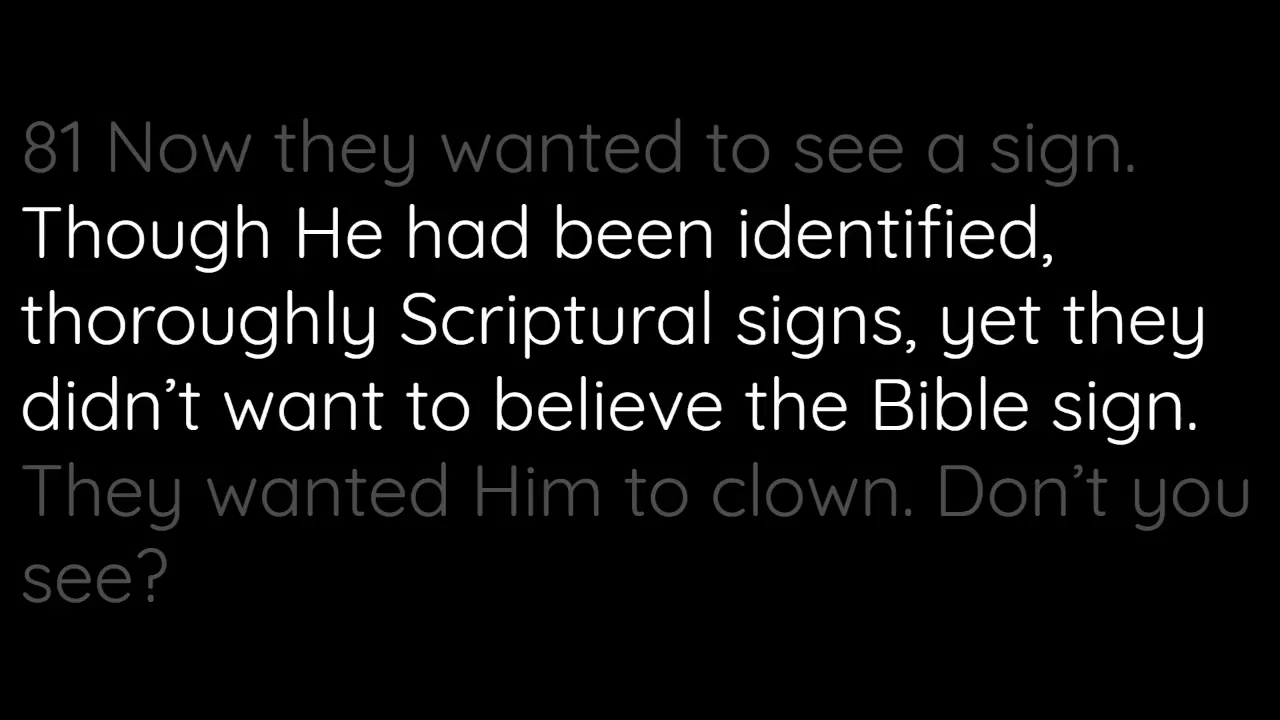 81 Now they wanted to see a sign.
Though He had been identified,
thoroughly Scriptural signs, yet they
didn’t want to believe the Bible sign.
They wanted Him to clown. Don’t you
see?